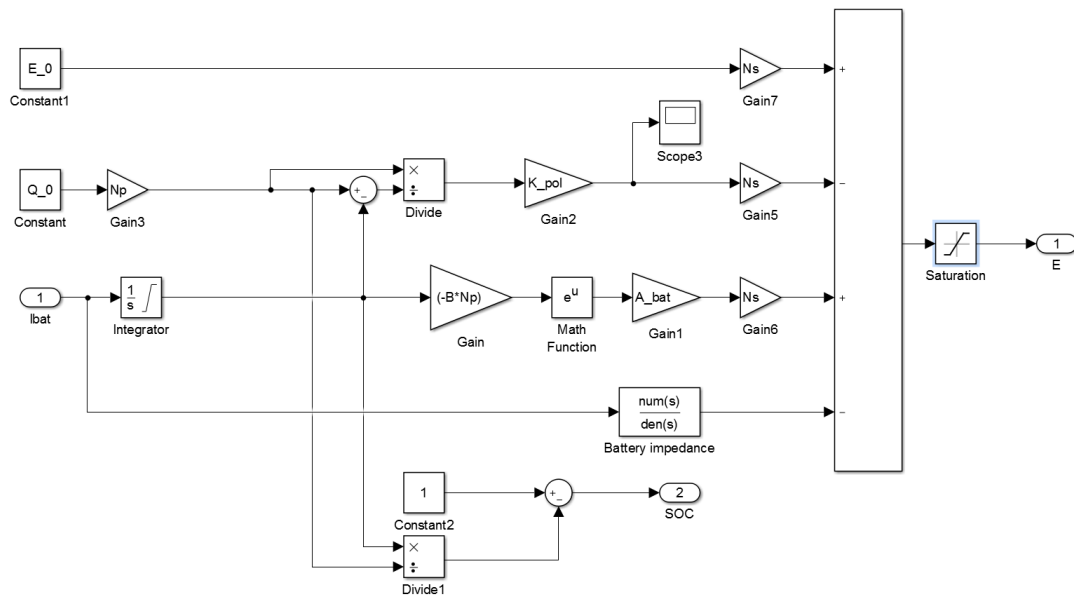 E_0
Constant1
Ns
Gain7
+
Scope3
Q_0
Constant
Np
Gain3
+
−
×
÷
Divide
K_pol
Gain2
Ns
Gain5
−
Saturation
1
E
1
Ibat
1
s
Integrator
(-B*Np)
Gain
e^u
Math
Function
A_bat
Gain1
Ns
Gain6
+
num(s)
den(s)
Battery impedance
−
1
Constant2
+
−
2
SOC
×
÷
Divide1